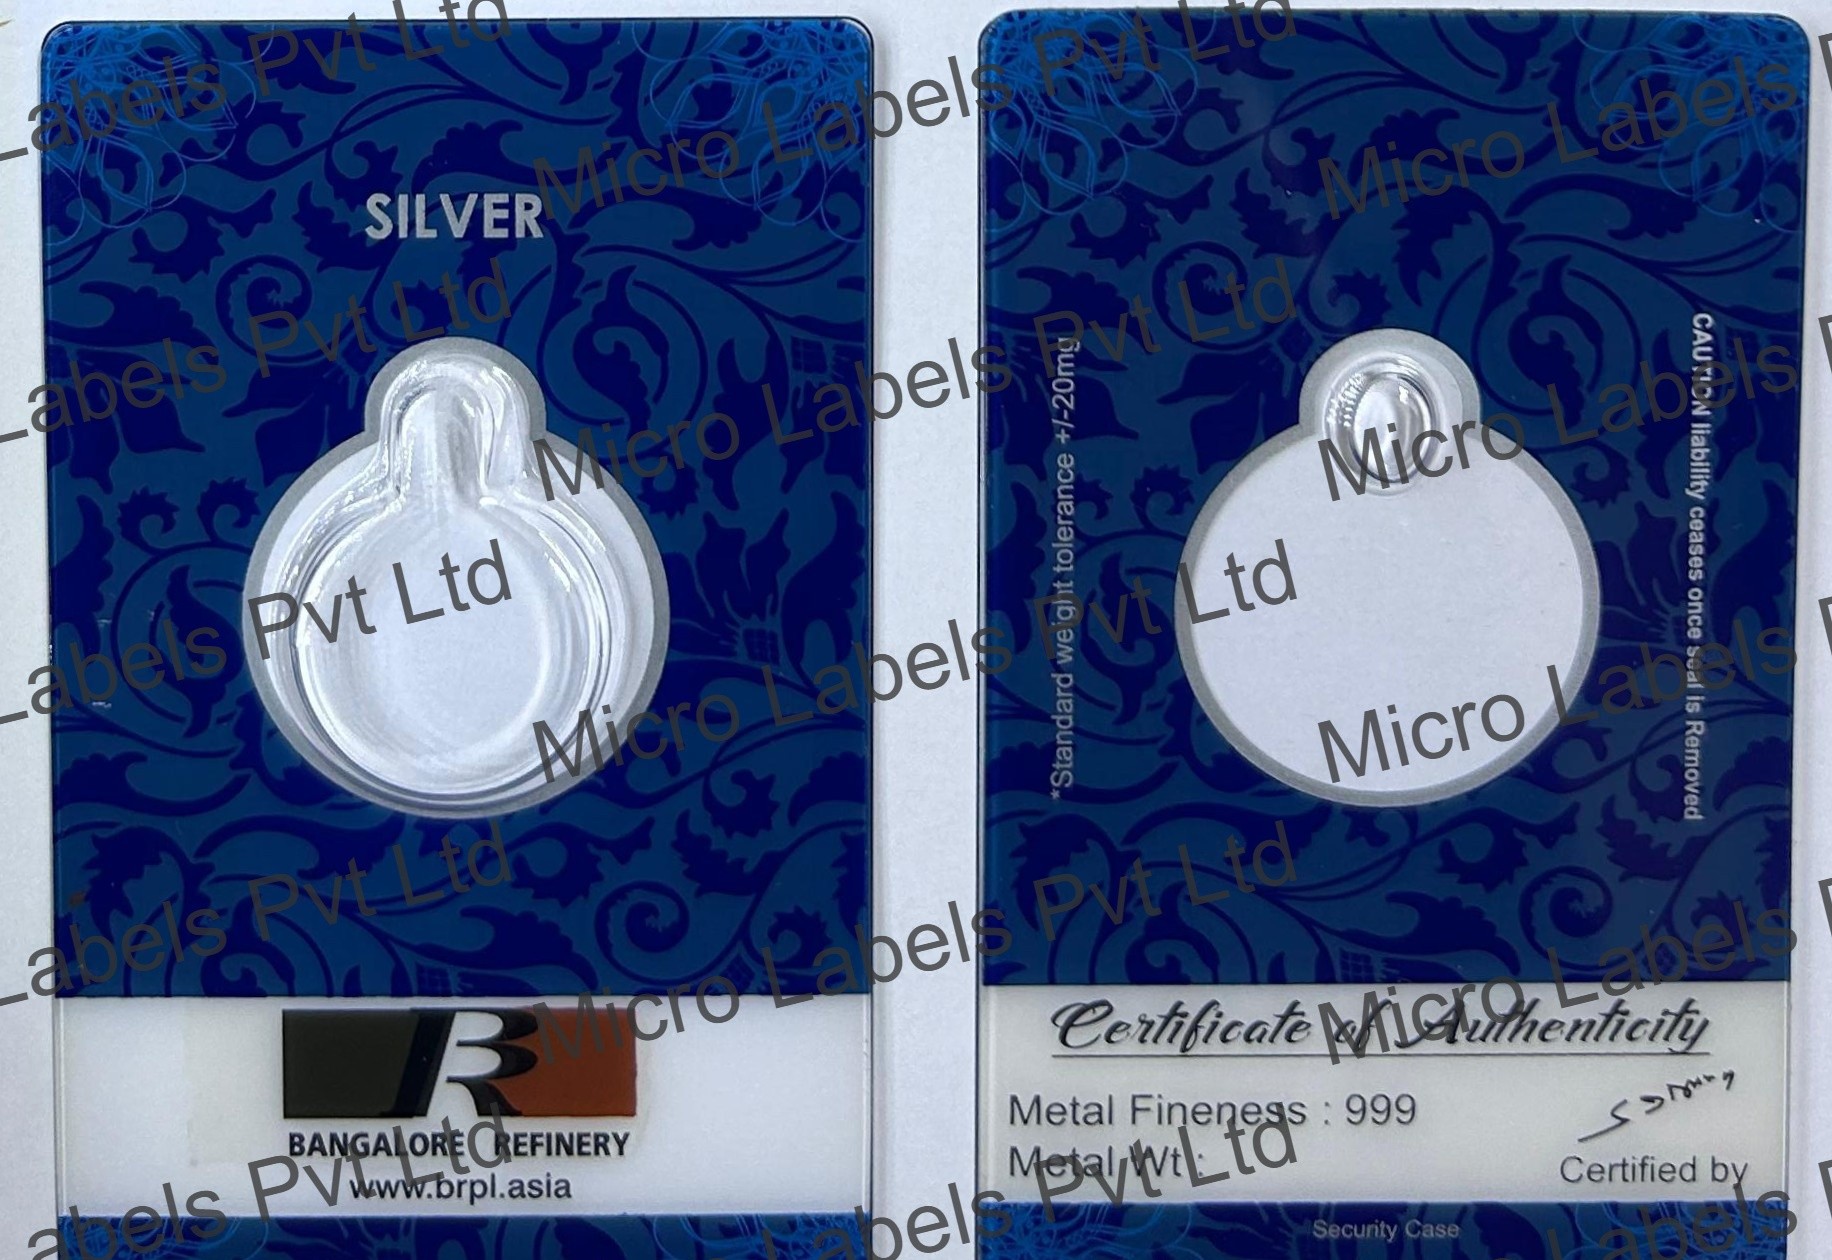 SILVER
BANGALORE REFINERY
www.brpl.asia
*Standard weight tolerance +/-20mg
CAUTION liability ceases once seal is Removed
Certificate of Authenticity
Metal Fineness : 999
Metal Wt :
Certified by
Security Case
Micro Labels Pvt Ltd